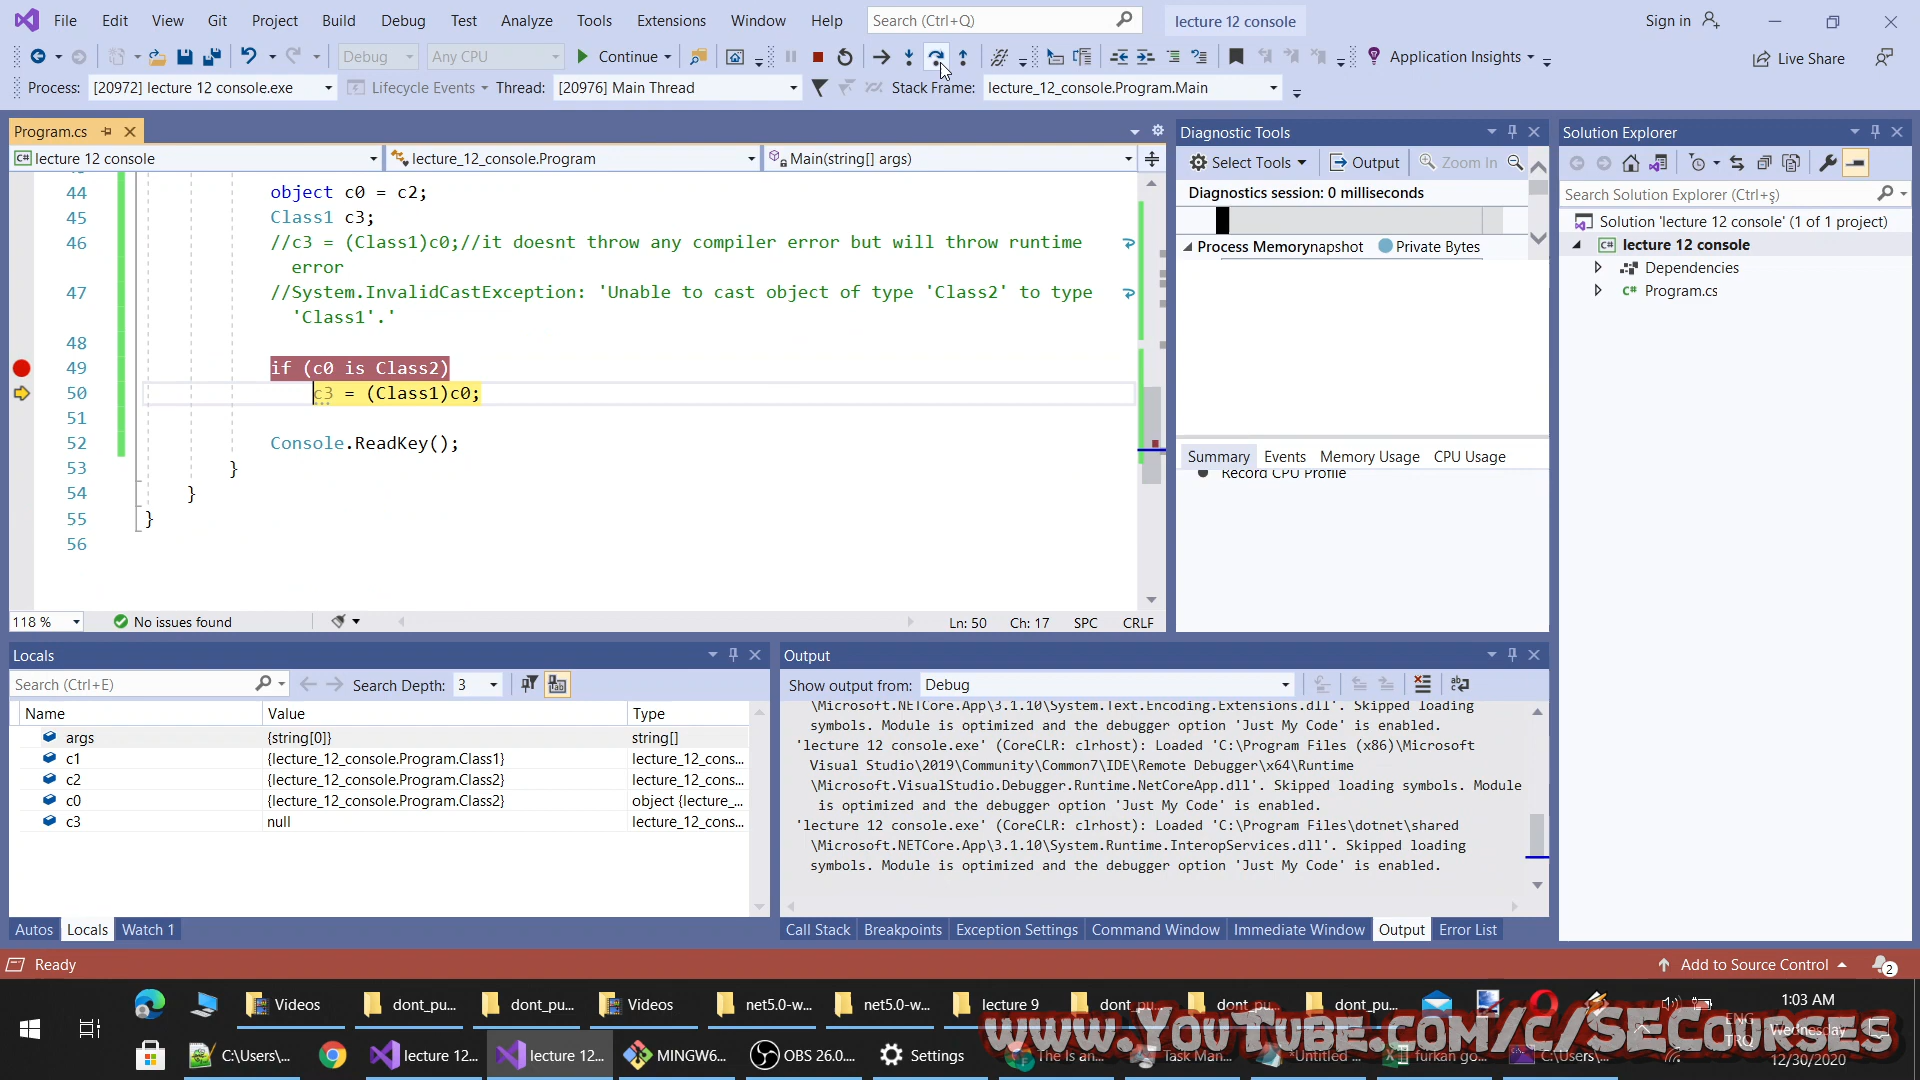 File Edit View Git Project Build Debug Test Analyze Tools Extensions Window Help Search (Ctrl+Q) lecture 12 console Sign in
Debug Any CPU Continue Application Insights Live Share
Process: [20972] lecture 12 console.exe Lifecycle Events Thread: [20976] Main Thread Stack Frame: lecture_12_console.Program.Main
Program.cs
lecture 12 console lecture_12_console.Program Main(string[] args)
44 object c0 = c2;
45 Class1 c3;
46 //c3 = (Class1)c0;//it doesnt throw any compiler error but will throw runtime
error
47 //System.InvalidCastException: 'Unable to cast object of type 'Class2' to type
'Class1'.'
48
49 if (c0 is Class2)
50 c3 = (Class1)c0;
51
52 Console.ReadKey();
53 }
54 }
55 }
56
118 % No issues found Ln: 50 Ch: 17 SPC CRLF
Diagnostic Tools
Select Tools Output Zoom In
Diagnostics session: 0 milliseconds
Process Memory napshot Private Bytes
Summary Events Memory Usage CPU Usage
Record CPU Profile
Solution Explorer
Search Solution Explorer (Ctrl+ş)
Solution 'lecture 12 console' (1 of 1 project)
C# lecture 12 console
Dependencies
C# Program.cs
Locals
Search (Ctrl+E) Search Depth: 3
Name Value Type
args {string[0]} string[]
c1 {lecture_12_console.Program.Class1} lecture_12_cons...
c2 {lecture_12_console.Program.Class2} lecture_12_cons...
c0 {lecture_12_console.Program.Class2} object {lecture_...
c3 null lecture_12_cons...
Autos Locals Watch 1
Output
Show output from: Debug
\Microsoft.NETCore.App\3.1.10\System.Text.Encoding.Extensions.dll'. Skipped loading
symbols. Module is optimized and the debugger option 'Just My Code' is enabled.
'lecture 12 console.exe' (CoreCLR: clrhost): Loaded 'C:\Program Files (x86)\Microsoft
Visual Studio\2019\Community\Common7\IDE\Remote Debugger\x64\Runtime
\Microsoft.VisualStudio.Debugger.Runtime.NetCoreApp.dll'. Skipped loading symbols. Module
is optimized and the debugger option 'Just My Code' is enabled.
'lecture 12 console.exe' (CoreCLR: clrhost): Loaded 'C:\Program Files\dotnet\shared
\Microsoft.NETCore.App\3.1.10\System.Runtime.InteropServices.dll'. Skipped loading
symbols. Module is optimized and the debugger option 'Just My Code' is enabled.
Call Stack Breakpoints Exception Settings Command Window Immediate Window Output Error List
Ready Add to Source Control 2
Videos dont_pu... dont_pu... Videos net5.0-w... net5.0-w... lecture 9 dont_pu... dont_pu... dont_pu... 1:03 AM
ENG Wednesday
www.YouTube.com/c/SECourses
C:\Users\... lecture 12... lecture 12... MINGW6... OBS 26.0.... Settings The Is an... Task Man... *Untitled ... furkan go... C:\Users\... TRQ 12/30/2020